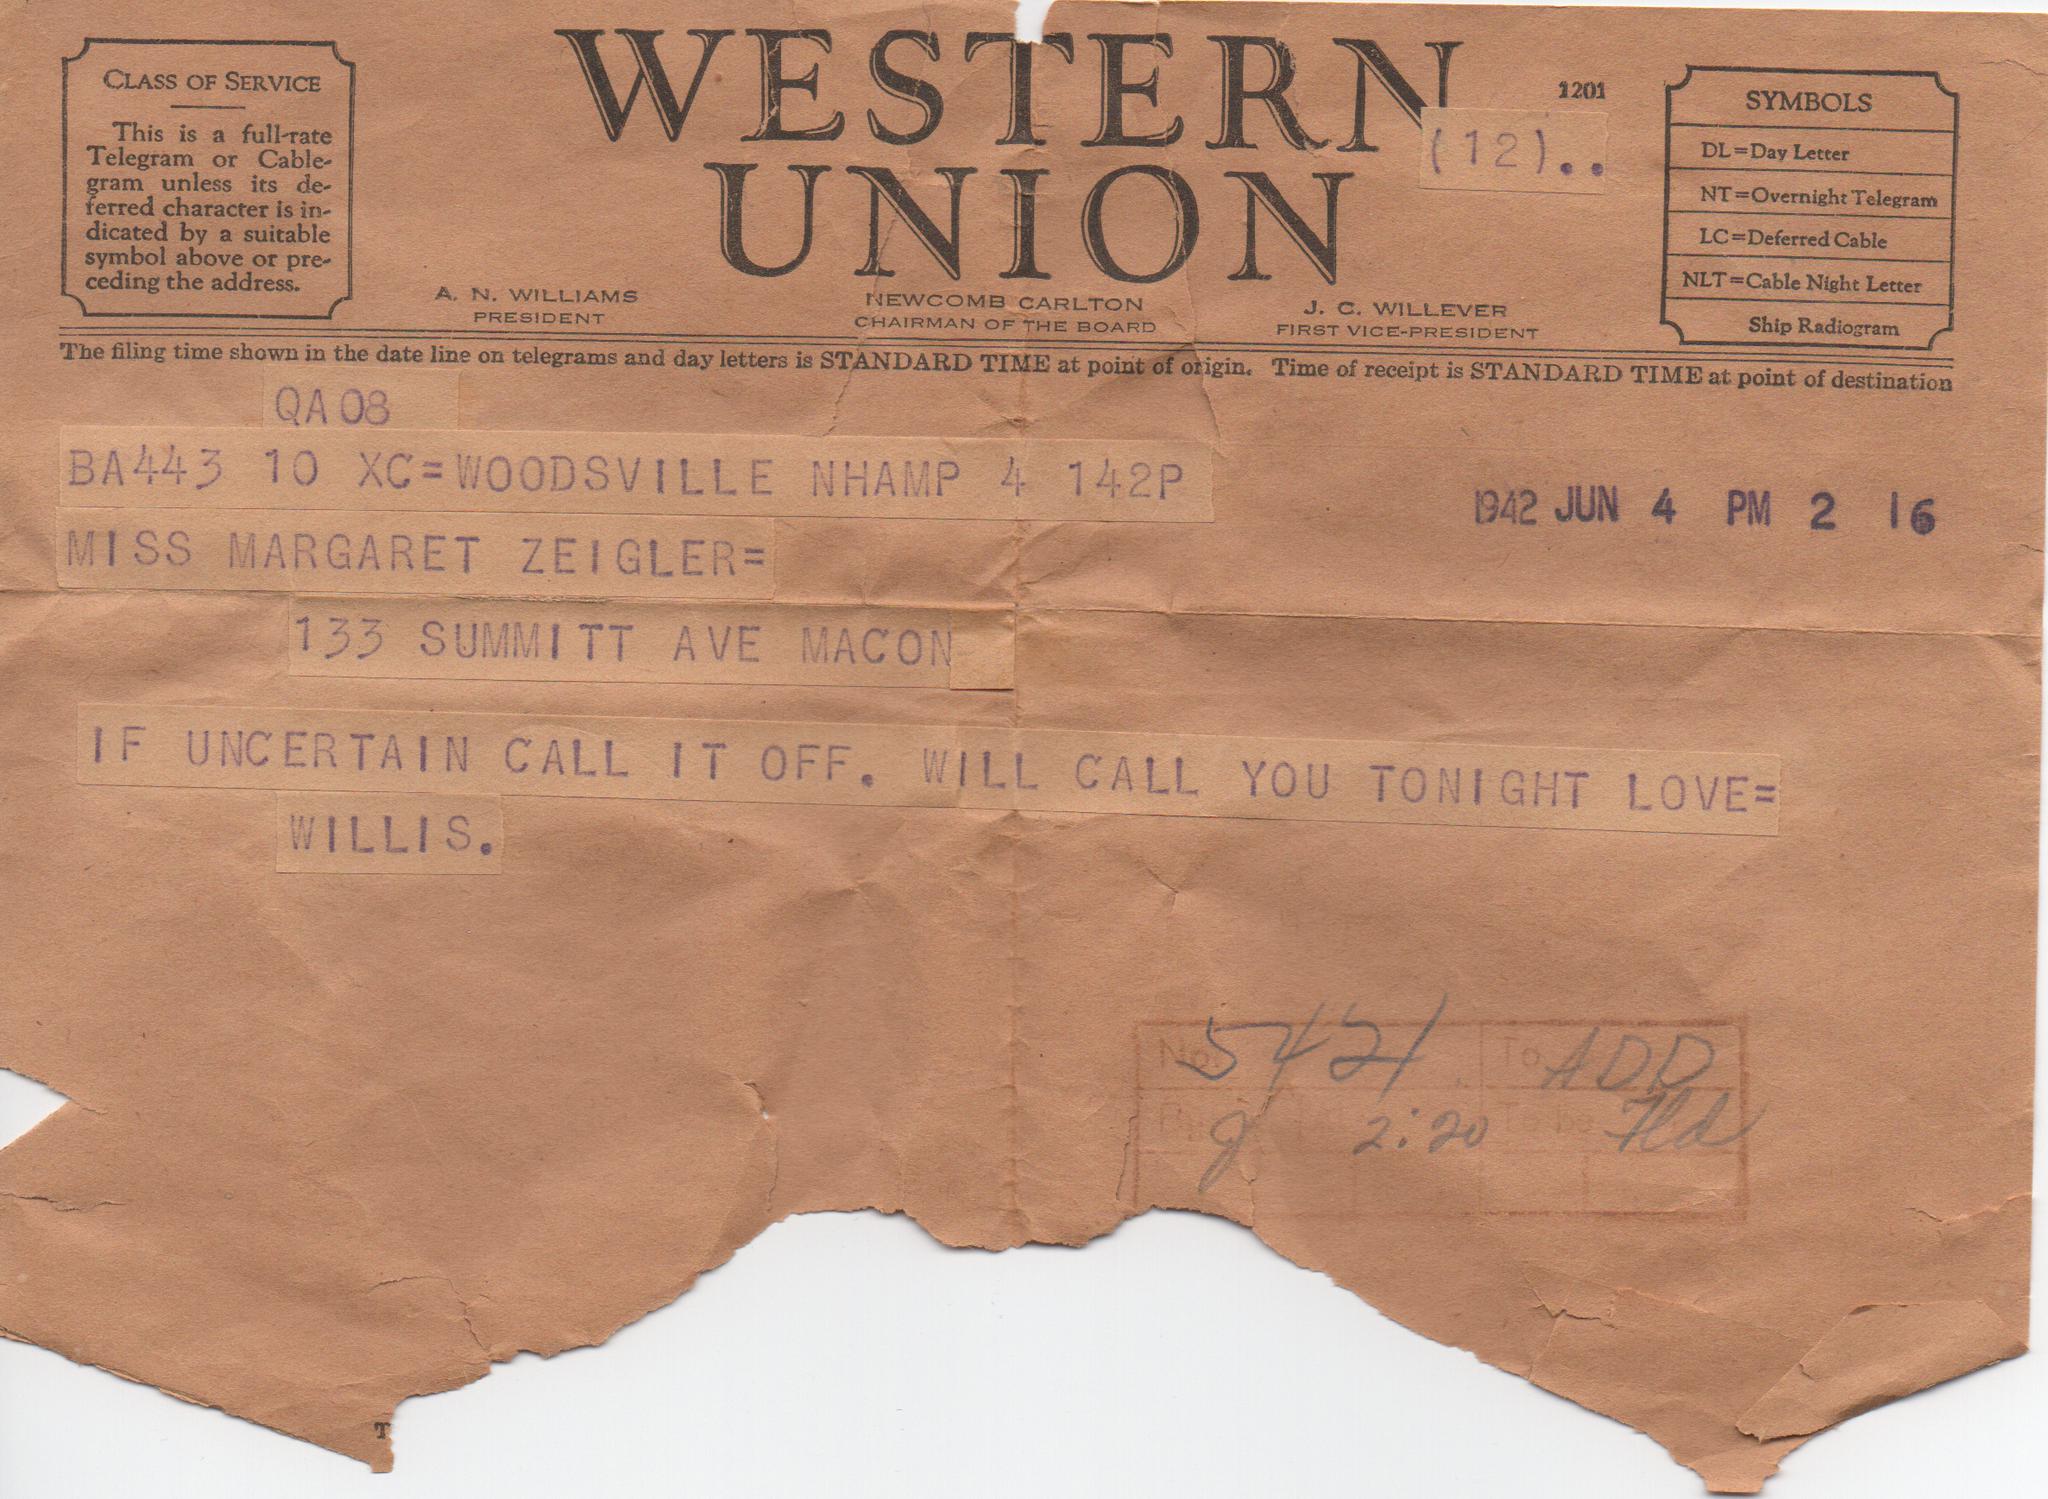 CLASS OF SERVICE
This is a full-rate
Telegram or Cable-
gram unless its de-
ferred character is in-
dicated by a suitable
symbol above or pre-
ceding the address.
WESTERN
UNION
1201
(12)..
A. N. WILLIAMS
PRESIDENT
NEWCOMB CARLTON
CHAIRMAN OF THE BOARD
J. C. WILLEVER
FIRST VICE-PRESIDENT
SYMBOLS
DL=Day Letter
NT=Overnight Telegram
LC=Deferred Cable
NLT=Cable Night Letter
Ship Radiogram
The filing time shown in the date line on telegrams and day letters is STANDARD TIME at point of origin. Time of receipt is STANDARD TIME at point of destination
QA08
BA443 10 XC=WOODSVILLE NHAMP 4 142P
1942 JUN 4 PM 2 16
MISS MARGARET ZEIGLER=
133 SUMMITT AVE MACON
IF UNCERTAIN CALL IT OFF. WILL CALL YOU TONIGHT LOVE=
WILLIS.
No. 5421 To ADD
2:20 To be
T